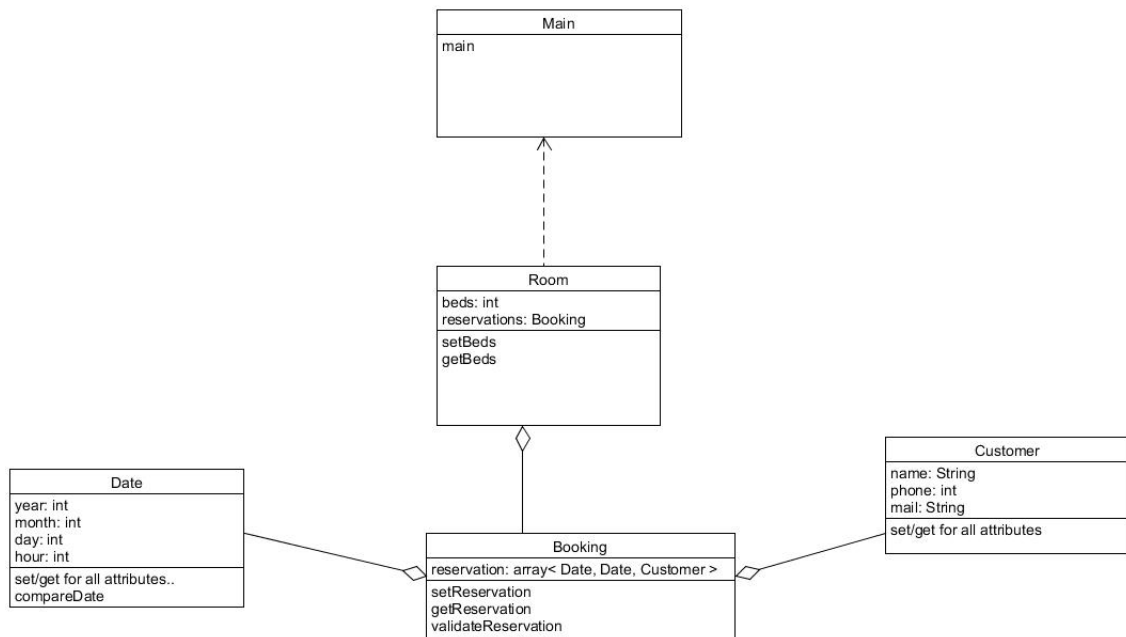 Main
main
Room
beds: int
reservations: Booking
setBeds
getBeds
Date
year: int
month: int
day: int
hour: int
set/get for all attributes..
compareDate
Booking
reservation: array< Date, Date, Customer >
setReservation
getReservation
validateReservation
Customer
name: String
phone: int
mail: String
set/get for all attributes